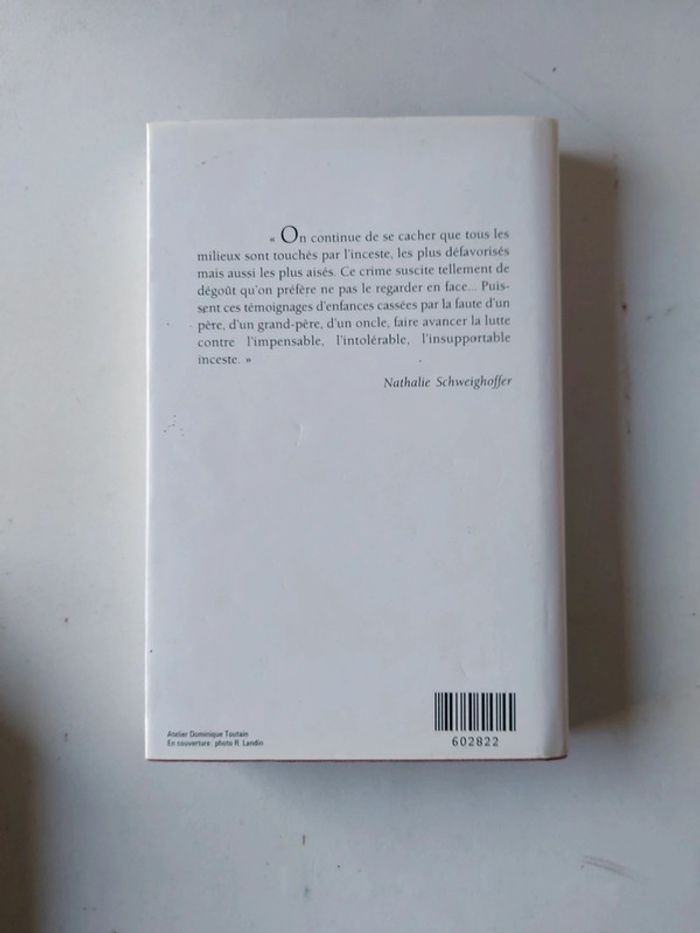 « On continue de se cacher que tous les
milieux sont touchés par l'inceste, les plus défavorisés
mais aussi les plus aisés. Ce crime suscite tellement de
dégoût qu'on préfère ne pas le regarder en face... Puis-
sent ces témoignages d'enfances cassées par la faute d'un
père, d'un grand-père, d'un oncle, faire avancer la lutte
contre l'impensable, l'intolérable, l'insupportable
inceste. »
Nathalie Schweighoffer
Atelier Dominique Toutain
En couverture : photo R. Landin
602822